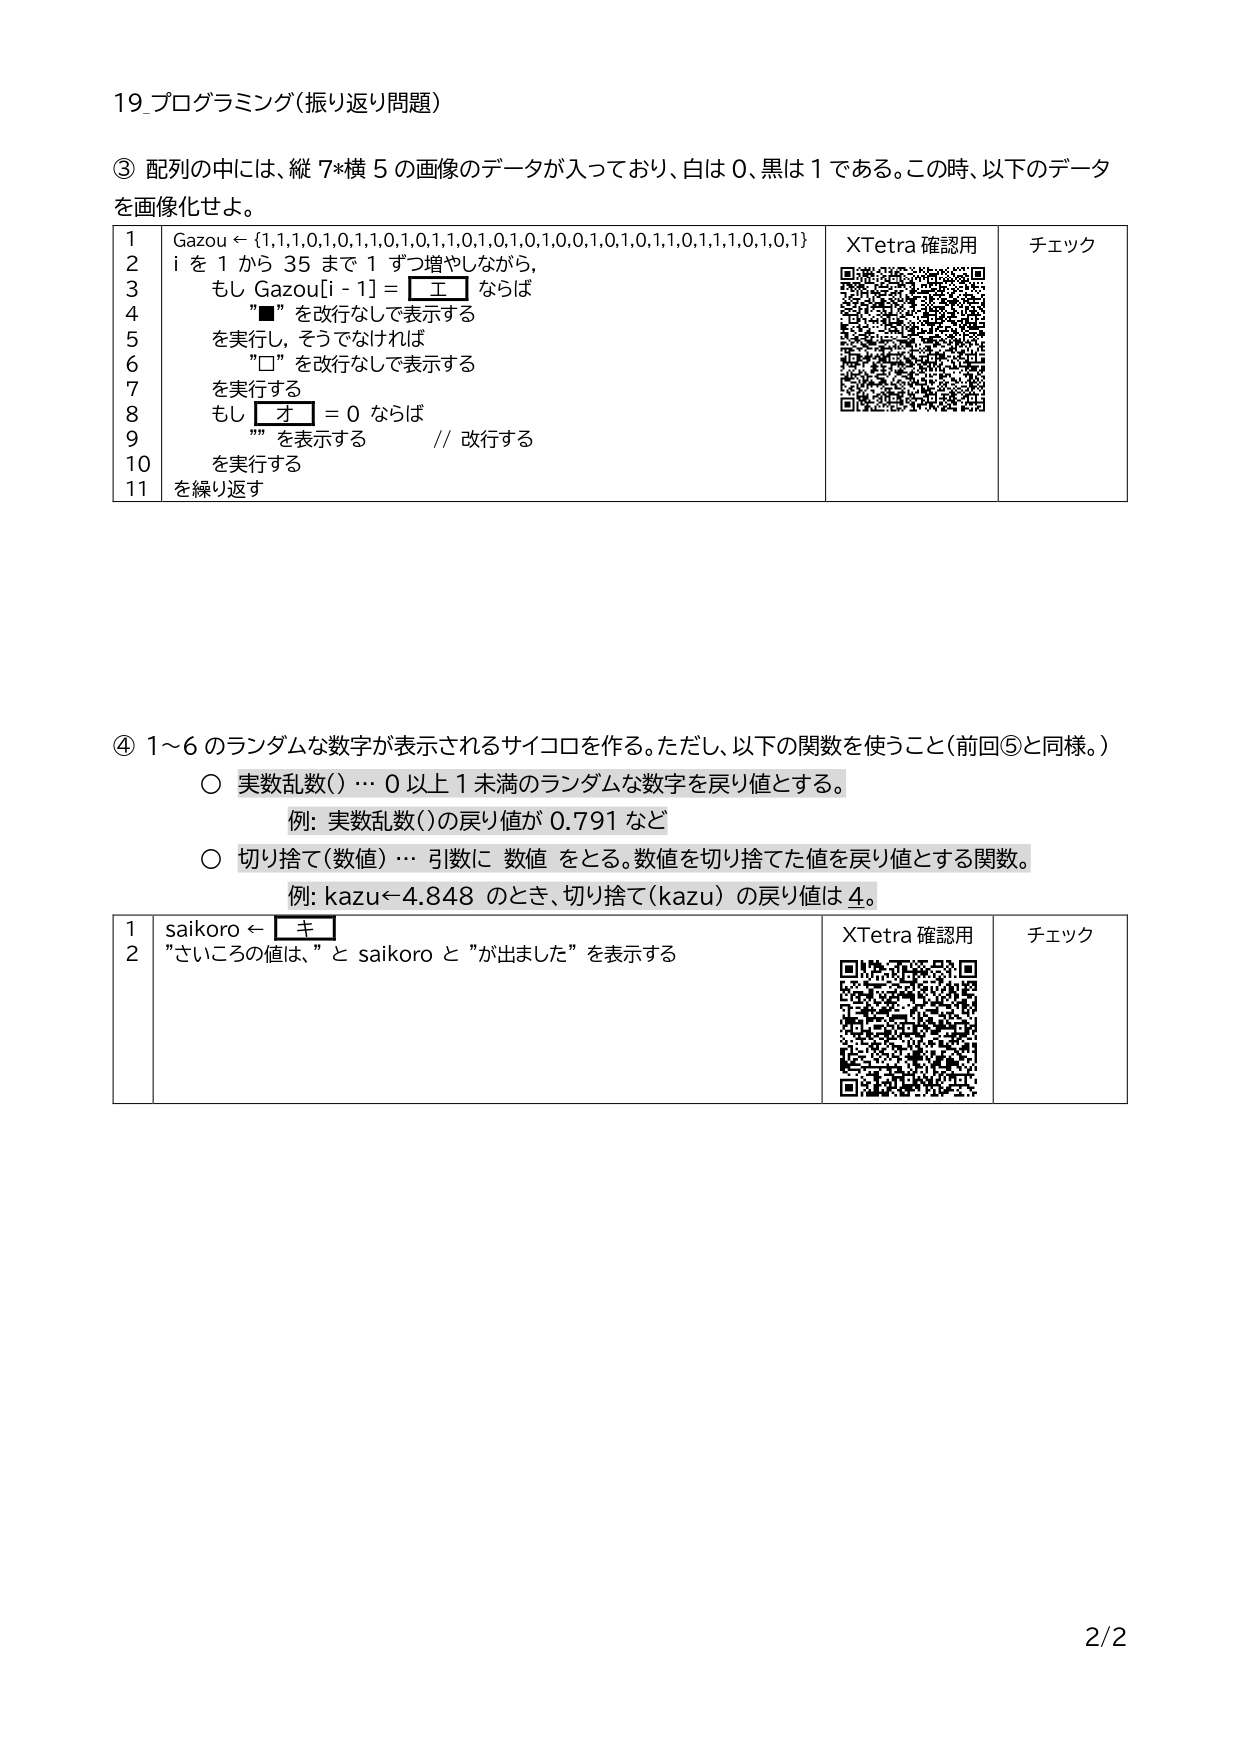 19_プログラミング(振り返り問題)
③ 配列の中には、縦 7*横 5 の画像のデータが入っており、白は 0、黒は 1 である。この時、以下のデータ
を画像化せよ。
1 Gazou ← {1,1,1,0,1,0,1,1,0,1,0,1,1,0,1,0,1,0,1,0,0,1,0,1,0,1,1,0,1,1,1,0,1,0,1}
2 i を 1 から 35 まで 1 ずつ増やしながら,
3 もし Gazou[i - 1] = エ ならば
4 ”■” を改行なしで表示する
5 を実行し, そうでなければ
6 ”□” を改行なしで表示する
7 を実行する
8 もし オ = 0 ならば
9 ”” を表示する // 改行する
10 を実行する
11 を繰り返す
XTetra 確認用
チェック
④ 1～6 のランダムな数字が表示されるサイコロを作る。ただし、以下の関数を使うこと(前回⑤と同様。)
○ 実数乱数() … 0 以上 1 未満のランダムな数字を戻り値とする。
例: 実数乱数()の戻り値が 0.791 など
○ 切り捨て(数値) … 引数に 数値 をとる。数値を切り捨てた値を戻り値とする関数。
例: kazu←4.848 のとき、切り捨て(kazu) の戻り値は 4。
1 saikoro ← キ
2 ”さいころの値は、” と saikoro と ”が出ました” を表示する
XTetra 確認用
チェック
2/2